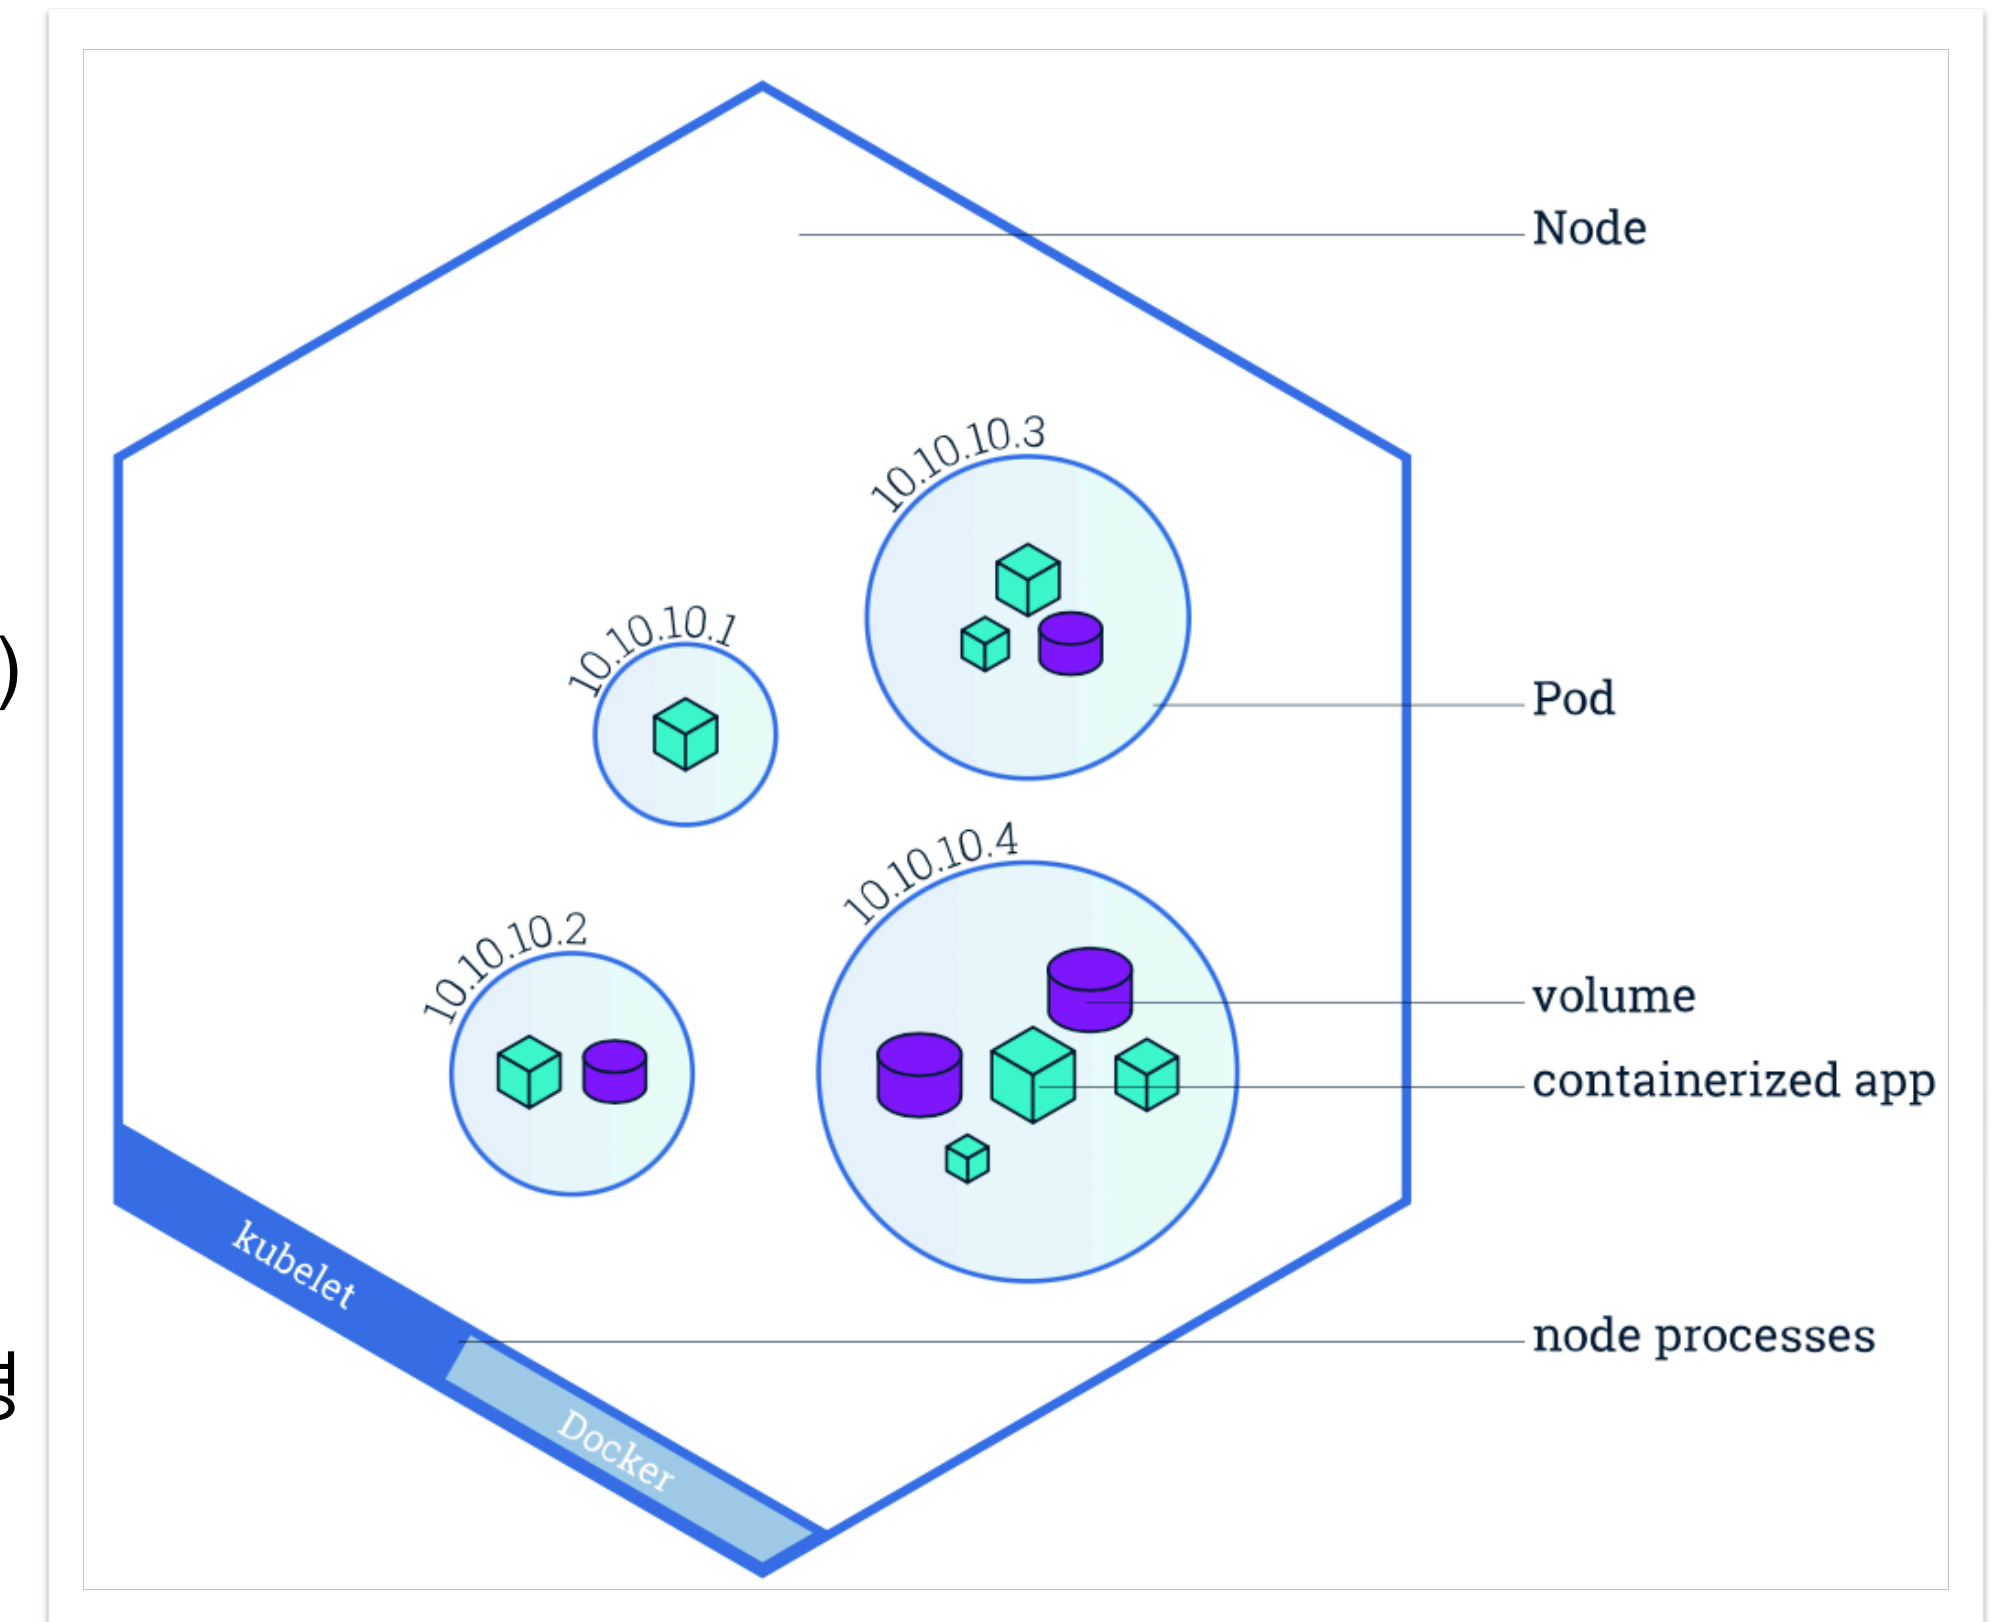 Node
10.10.10.3
)
10.10.10.1
Pod
10.10.10.4
10.10.10.2
volume
containerized app
kubelet
node processes
Docker